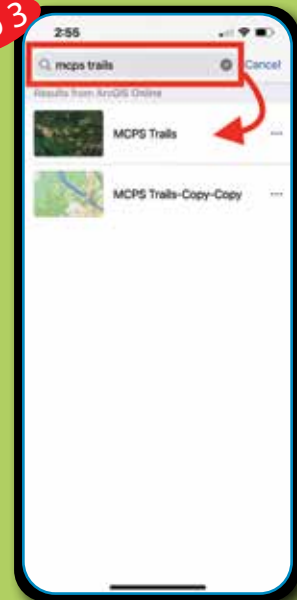 3
2:55
mcps trails Cancel
Results from ArcGIS Online
MCPS Trails
MCPS Trails-Copy-Copy